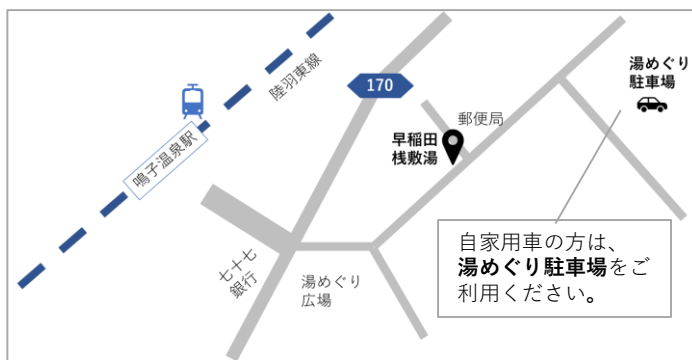 陸羽東線
鳴子温泉駅
170
湯めぐり
駐車場
郵便局
早稲田
桟敷湯
七十七
銀行
湯めぐり
広場
自家用車の方は、
湯めぐり駐車場をご
利用ください。